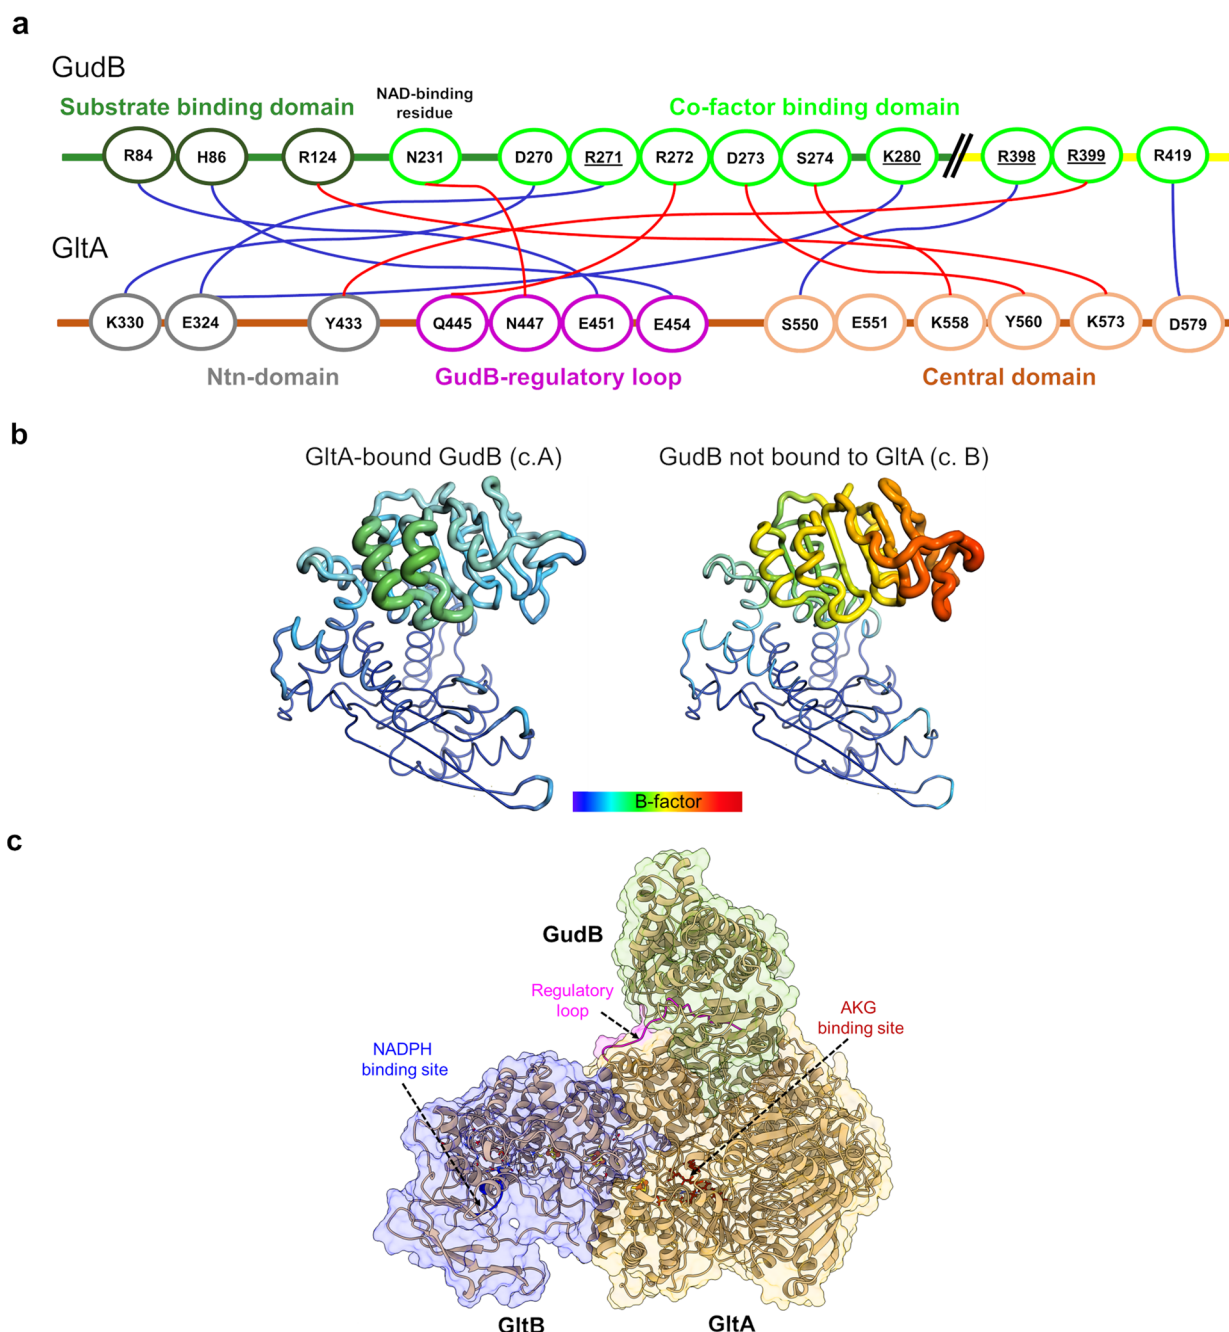 a
GudB
Substrate binding domain
NAD-binding
residue
Co-factor binding domain
R84 H86 R124 N231 D270 R271 R272 D273 S274 K280 R398 R399 R419
GltA
K330 E324 Y433 Q445 N447 E451 E454 S550 E551 K558 Y560 K573 D579
Ntn-domain GudB-regulatory loop Central domain
b
GltA-bound GudB (c.A) GudB not bound to GltA (c. B)
B-factor
c
GudB
Regulatory
loop
AKG
binding site
NADPH
binding site
GltB GltA